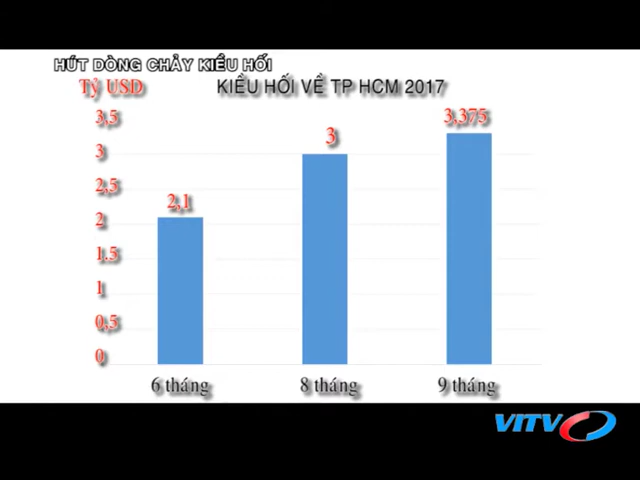 HÚT DÒNG CHẢY KIỀU HỐI
Tỷ USD
KIỀU HỐI VỀ TP HCM 2017
3,5
3
2,5
2
1.5
1
0,5
0
2,1
3
3,375
6 tháng
8 tháng
9 tháng
VITV